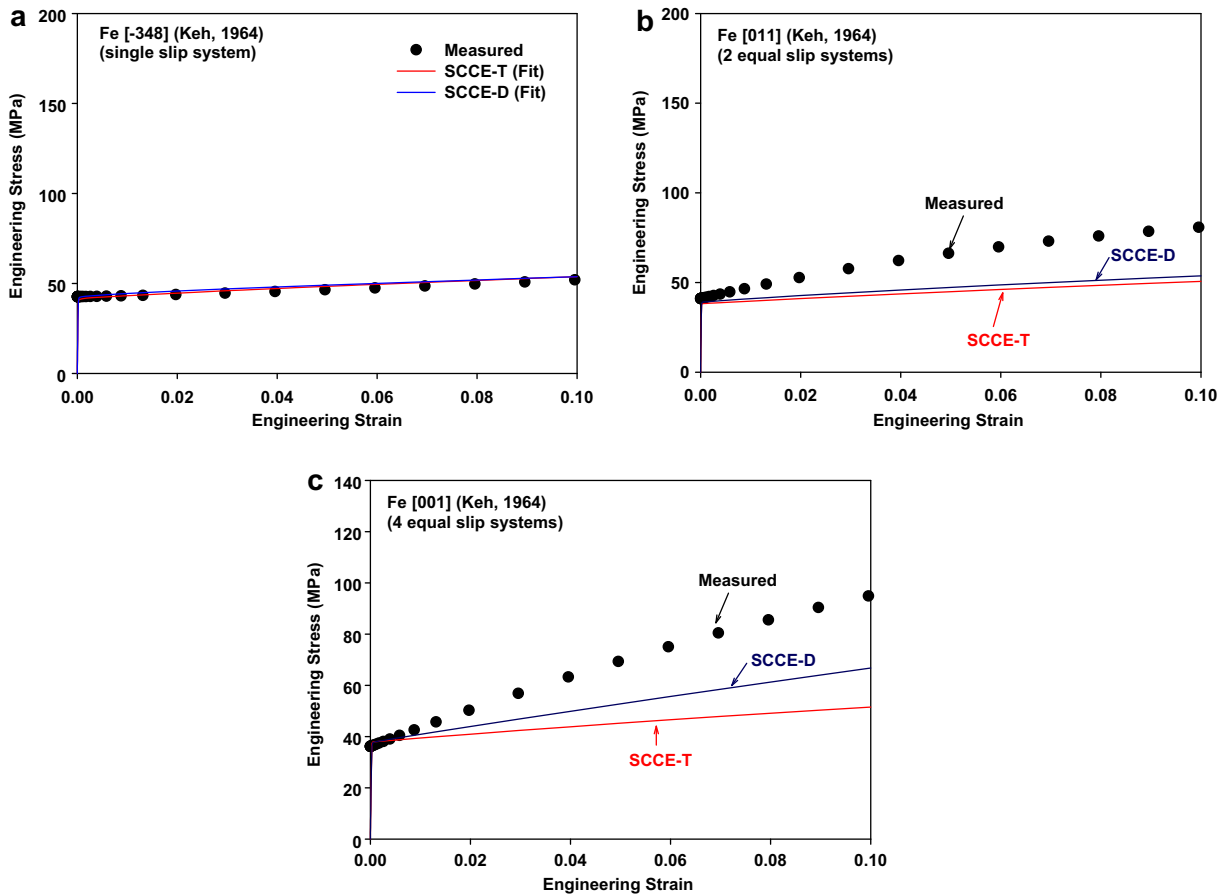 a
Fe [-348] (Keh, 1964)
(single slip system)
Measured
SCCE-T (Fit)
SCCE-D (Fit)
200
150
100
50
0
Engineering Stress (MPa)
0.00 0.02 0.04 0.06 0.08 0.10
Engineering Strain
b
Fe [011] (Keh, 1964)
(2 equal slip systems)
Measured
SCCE-D
SCCE-T
200
150
100
50
0
Engineering Stress (MPa)
0.00 0.02 0.04 0.06 0.08 0.10
Engineering Strain
c
Fe [001] (Keh, 1964)
(4 equal slip systems)
Measured
SCCE-D
SCCE-T
140
120
100
80
60
40
20
0
Engineering Stress (MPa)
0.00 0.02 0.04 0.06 0.08 0.10
Engineering Strain